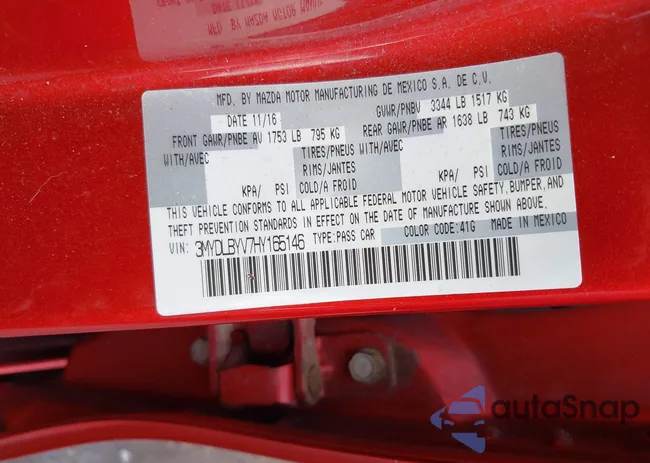 MFD. BY MAZDA MOTOR MANUFACTURING DE MEXICO S.A. DE C.V.
DATE 11/16 GVWR/PNBV 3344 LB 1517 KG
FRONT GAWR/PNBE AV 1753 LB 795 KG REAR GAWR/PNBE AR 1638 LB 743 KG
WITH/AVEC TIRES/PNEUS WITH/AVEC TIRES/PNEUS
RIMS/JANTES RIMS/JANTES
KPA/ PSI COLD/A FROID KPA/ PSI COLD/A FROID
THIS VEHICLE CONFORMS TO ALL APPLICABLE FEDERAL MOTOR VEHICLE SAFETY, BUMPER, AND
THEFT PREVENTION STANDARDS IN EFFECT ON THE DATE OF MANUFACTURE SHOWN ABOVE.
VIN: 3MYDLBYV7HY165146 TYPE:PASS CAR COLOR CODE:41G MADE IN MEXICO
autaSnap